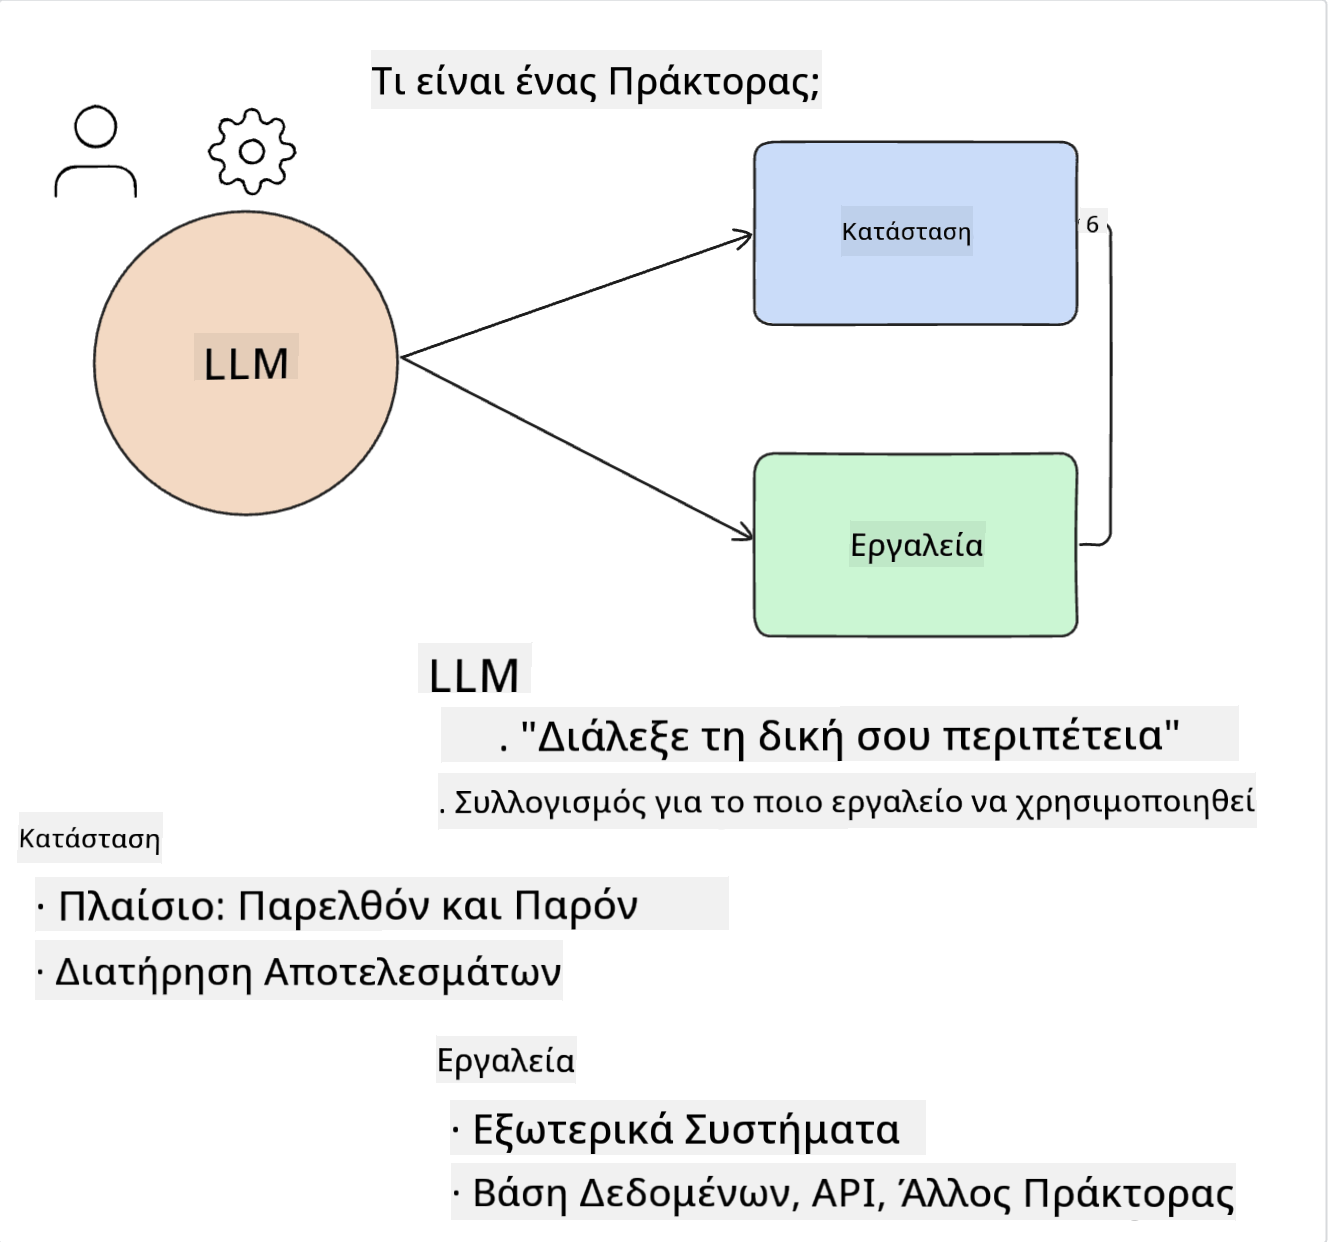 Τι είναι ένας Πράκτορας;
Κατάσταση
6
LLM
Εργαλεία
LLM
. "Διάλεξε τη δική σου περιπέτεια"
. Συλλογισμός για το ποιο εργαλείο να χρησιμοποιηθεί
Κατάσταση
· Πλαίσιο: Παρελθόν και Παρόν
· Διατήρηση Αποτελεσμάτων
Εργαλεία
· Εξωτερικά Συστήματα
· Βάση Δεδομένων, API, Άλλος Πράκτορας